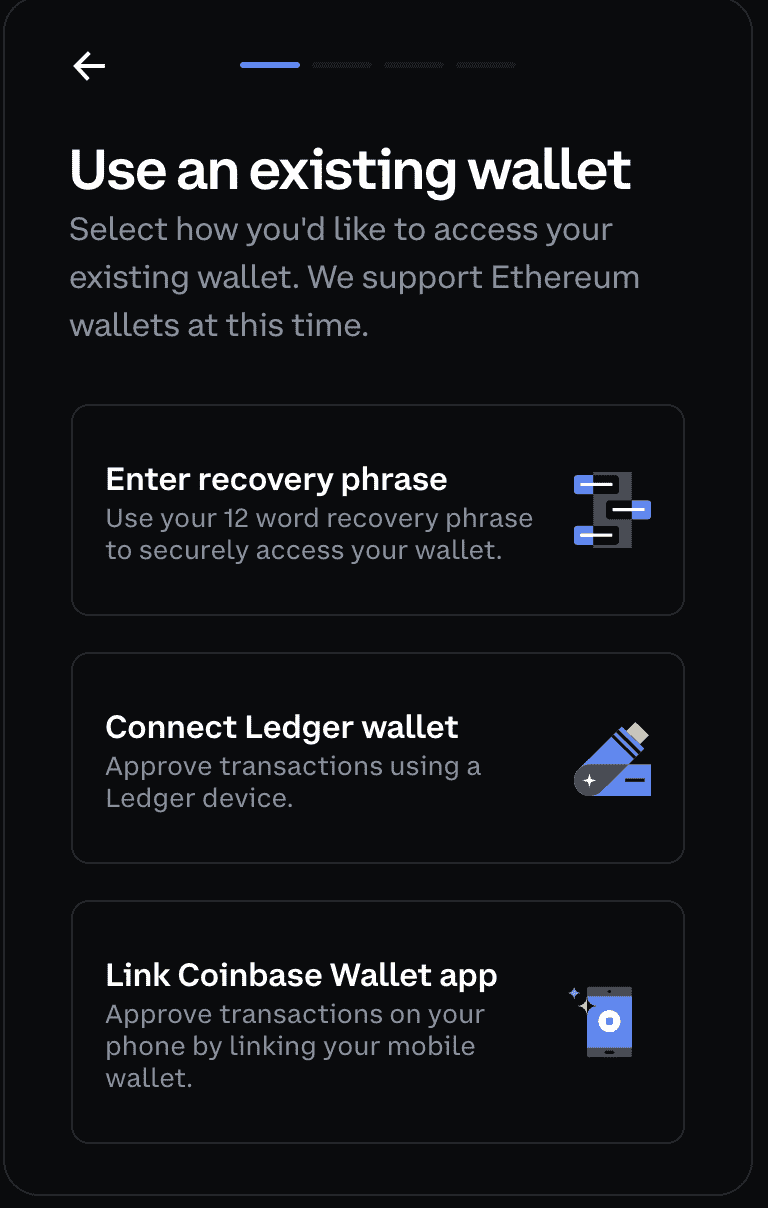 Use an existing wallet
Select how you'd like to access your
existing wallet. We support Ethereum
wallets at this time.
Enter recovery phrase
Use your 12 word recovery phrase
to securely access your wallet.
Connect Ledger wallet
Approve transactions using a
Ledger device.
Link Coinbase Wallet app
Approve transactions on your
phone by linking your mobile
wallet.